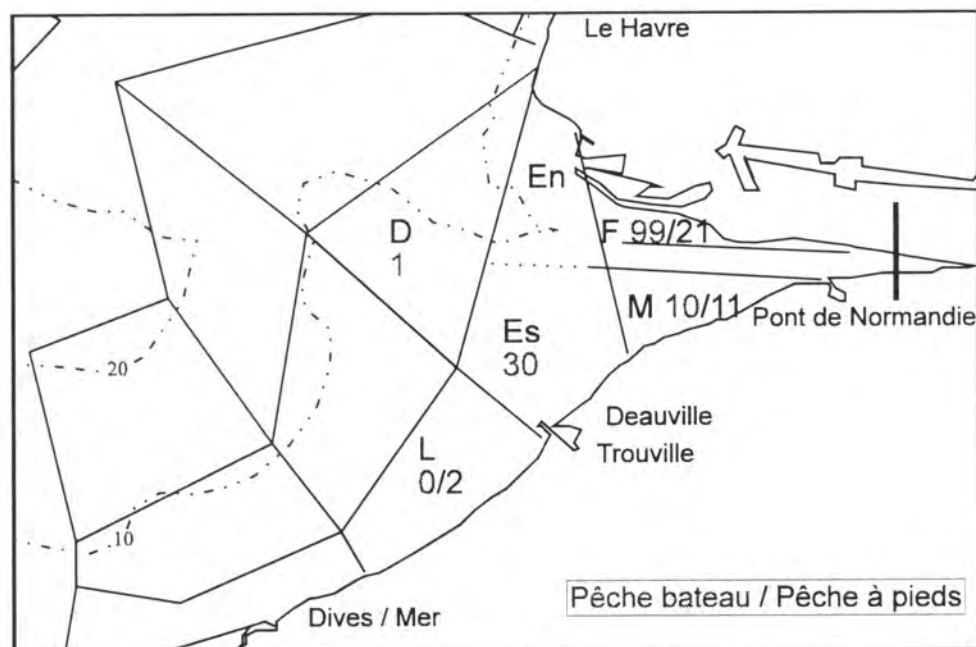 Le Havre
En
D
1
F 99/21
M 10/11
Pont de Normandie
Es
30
20
Deauville
Trouville
L
0/2
10
Dives / Mer
Pêche bateau / Pêche à pieds